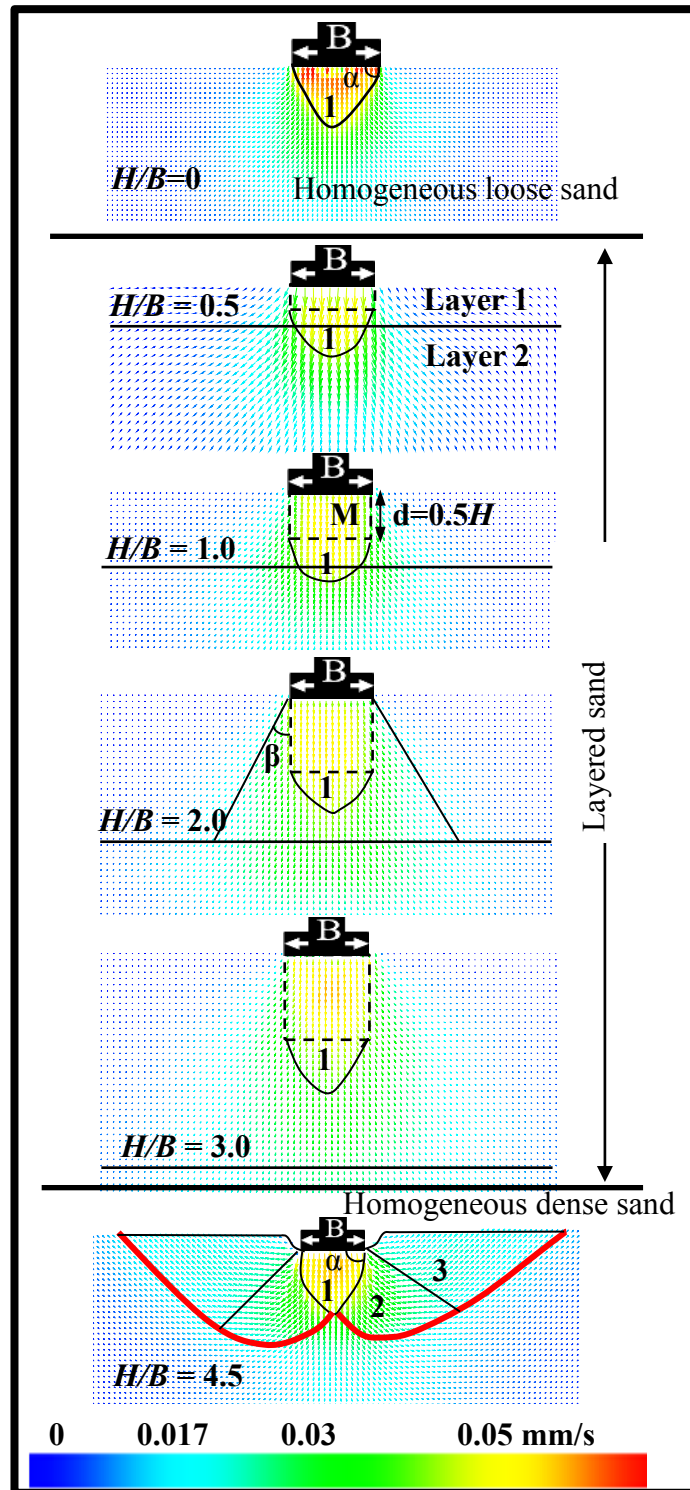 B
α
1
H/B=0
Homogeneous loose sand
B
H/B = 0.5
Layer 1
1
Layer 2
B
M
d=0.5H
H/B = 1.0
1
B
β
1
H/B = 2.0
Layered sand
B
1
H/B = 3.0
Homogeneous dense sand
B
α
1
2
3
H/B = 4.5
0 0.017 0.03 0.05 mm/s